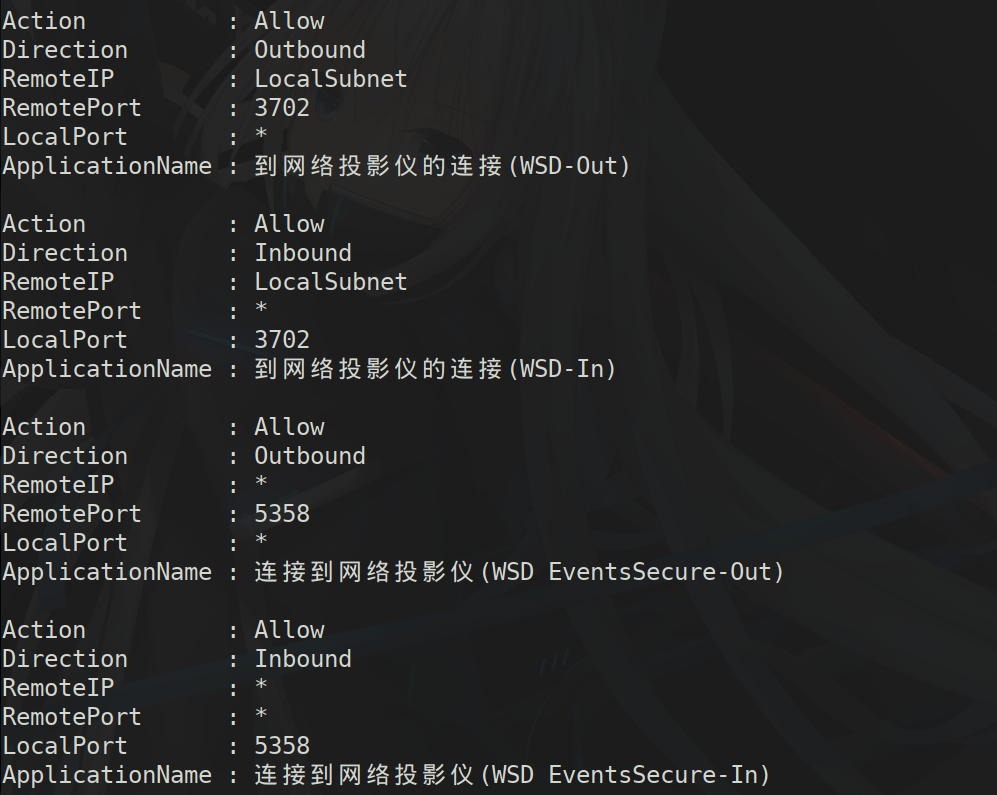 Action          : Allow
Direction       : Outbound
RemoteIP        : LocalSubnet
RemotePort      : 3702
LocalPort       : *
ApplicationName : 到网络投影仪的连接(WSD-Out)

Action          : Allow
Direction       : Inbound
RemoteIP        : LocalSubnet
RemotePort      : *
LocalPort       : 3702
ApplicationName : 到网络投影仪的连接(WSD-In)

Action          : Allow
Direction       : Outbound
RemoteIP        : *
RemotePort      : 5358
LocalPort       : *
ApplicationName : 连接到网络投影仪(WSD EventsSecure-Out)

Action          : Allow
Direction       : Inbound
RemoteIP        : *
RemotePort      : *
LocalPort       : 5358
ApplicationName : 连接到网络投影仪(WSD EventsSecure-In)